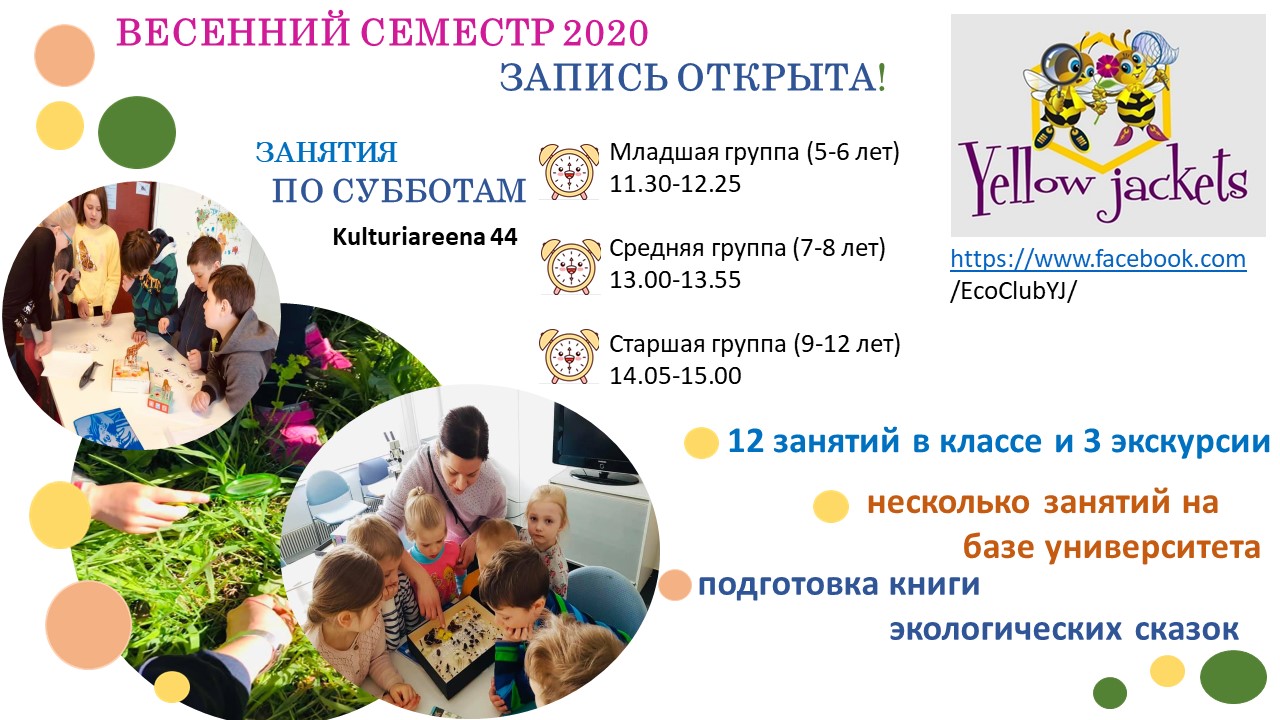 ВЕСЕННИЙ СЕМЕСТР 2020
ЗАПИСЬ ОТКРЫТА!
ЗАНЯТИЯ
ПО СУББОТАМ
Kulturiareena 44
Младшая группа (5-6 лет)
11.30-12.25
Средняя группа (7-8 лет)
13.00-13.55
Старшая группа (9-12 лет)
14.05-15.00
Yellow jackets
https://www.facebook.com
/EcoClubYJ/
12 занятий в классе и 3 экскурсии
несколько занятий на
базе университета
подготовка книги
экологических сказок